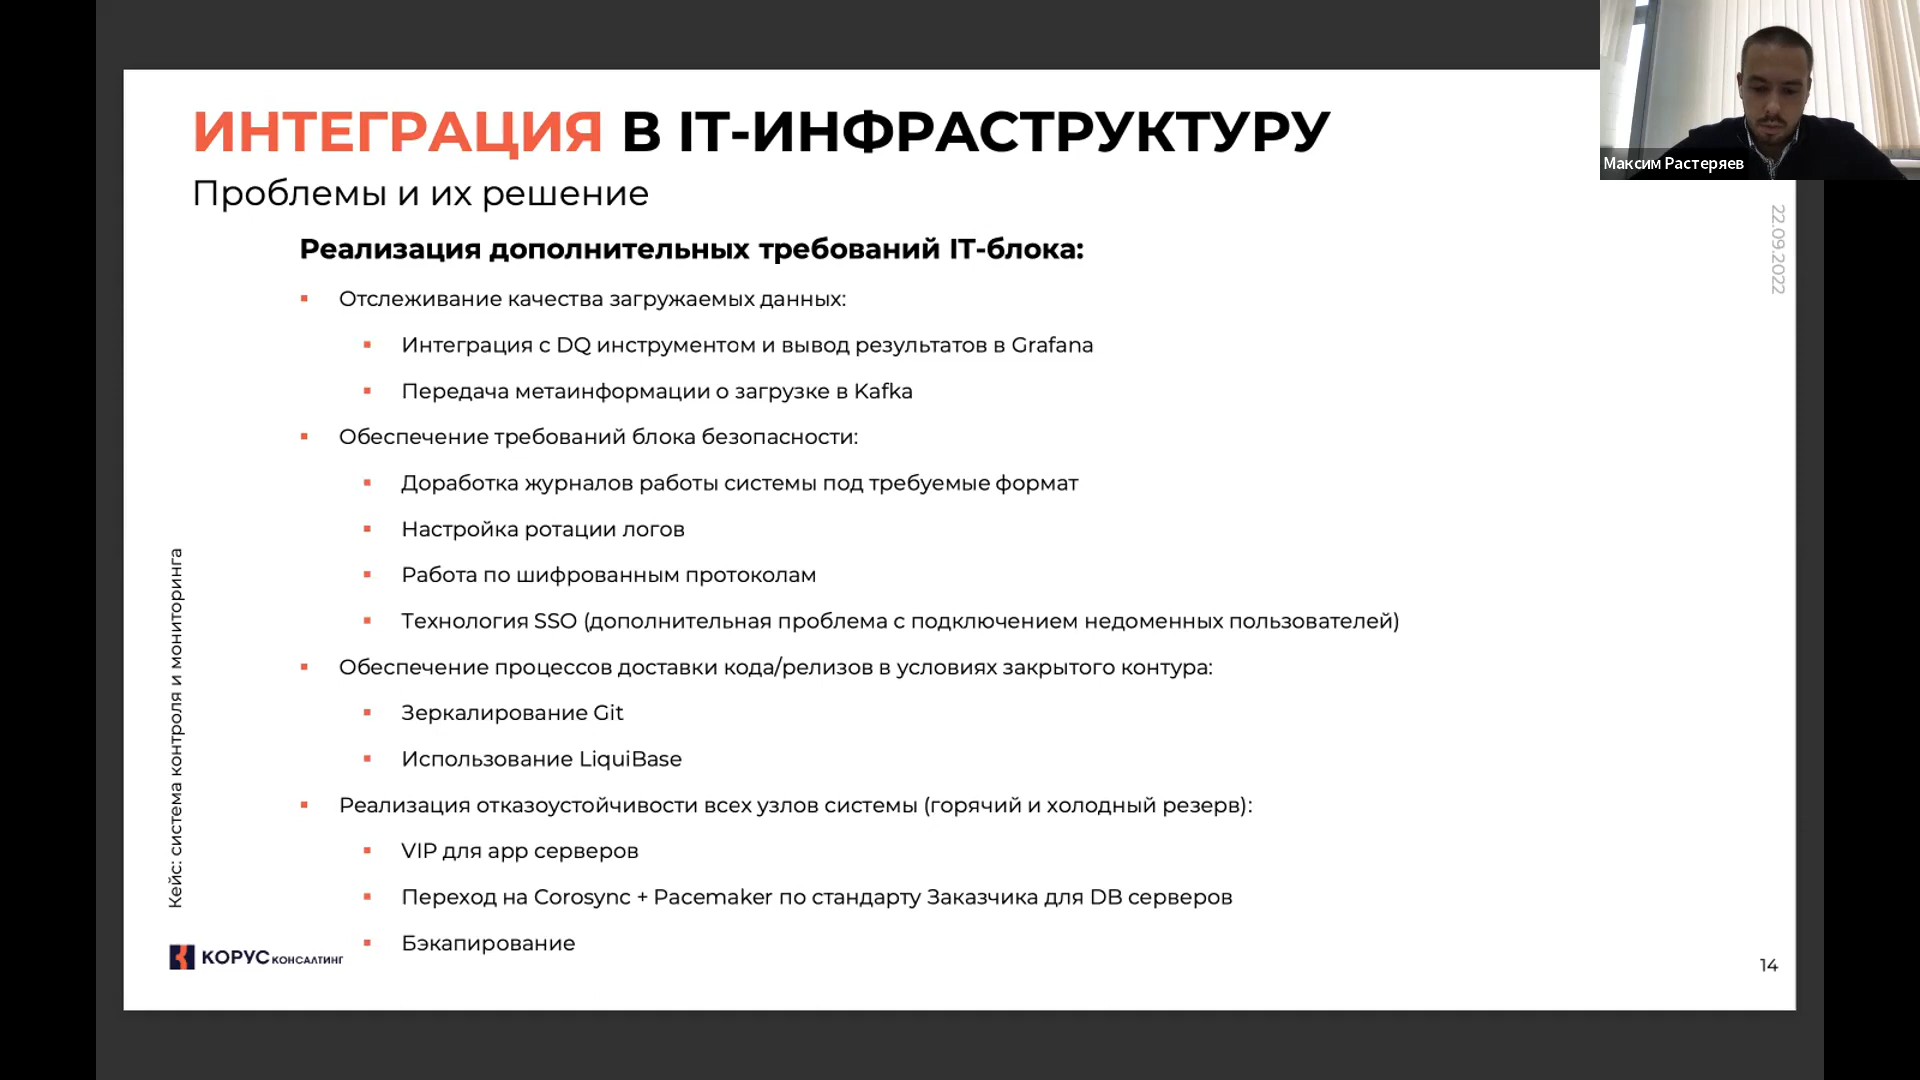 ИНТЕГРАЦИЯ В IT-ИНФРАСТРУКТУРУ
Проблемы и их решение
Максим Растеряев
22.09.2022
Реализация дополнительных требований IT-блока:
Отслеживание качества загружаемых данных:
Интеграция с DQ инструментом и вывод результатов в Grafana
Передача метаинформации о загрузке в Kafka
Обеспечение требований блока безопасности:
Доработка журналов работы системы под требуемые формат
Настройка ротации логов
Работа по шифрованным протоколам
Технология SSO (дополнительная проблема с подключением недоменных пользователей)
Обеспечение процессов доставки кода/релизов в условиях закрытого контура:
Зеркалирование Git
Использование LiquiBase
Реализация отказоустойчивости всех узлов системы (горячий и холодный резерв):
VIP для app серверов
Переход на Corosync + Pacemaker по стандарту Заказчика для DB серверов
Бэкапирование
Кейс: система контроля и мониторинга
КОРУС КОНСАЛТИНГ
14